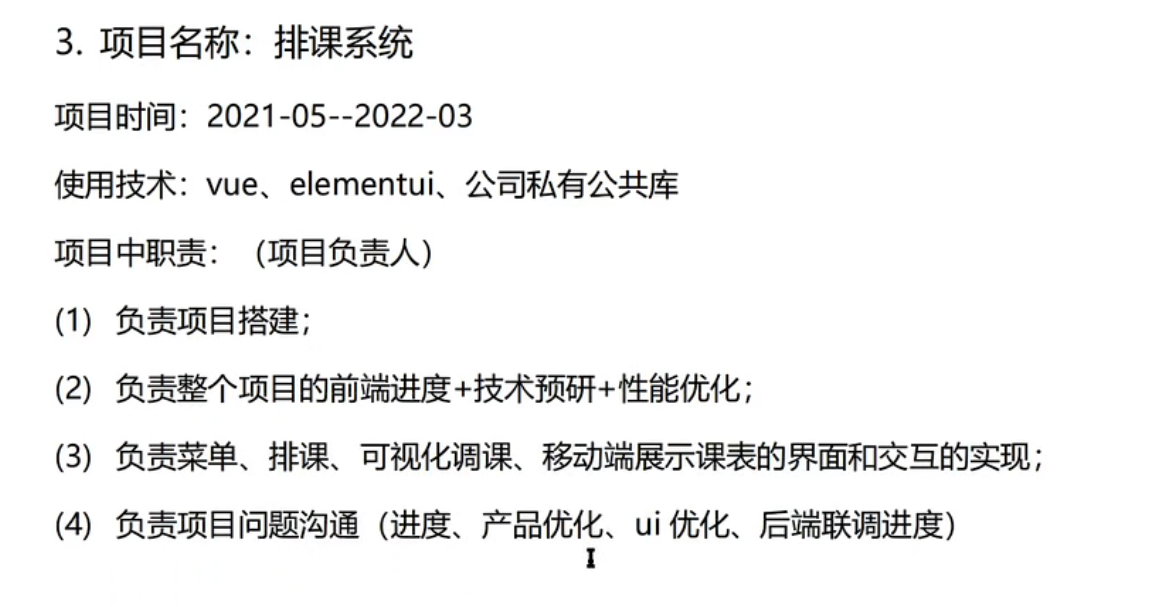 3. 项目名称：排课系统
项目时间：2021-05--2022-03
使用技术：vue、elementui、公司私有公共库
项目中职责：（项目负责人）
(1) 负责项目搭建；
(2) 负责整个项目的前端进度+技术预研+性能优化；
(3) 负责菜单、排课、可视化调课、移动端展示课表的界面和交互的实现；
(4) 负责项目问题沟通（进度、产品优化、ui 优化、后端联调进度）